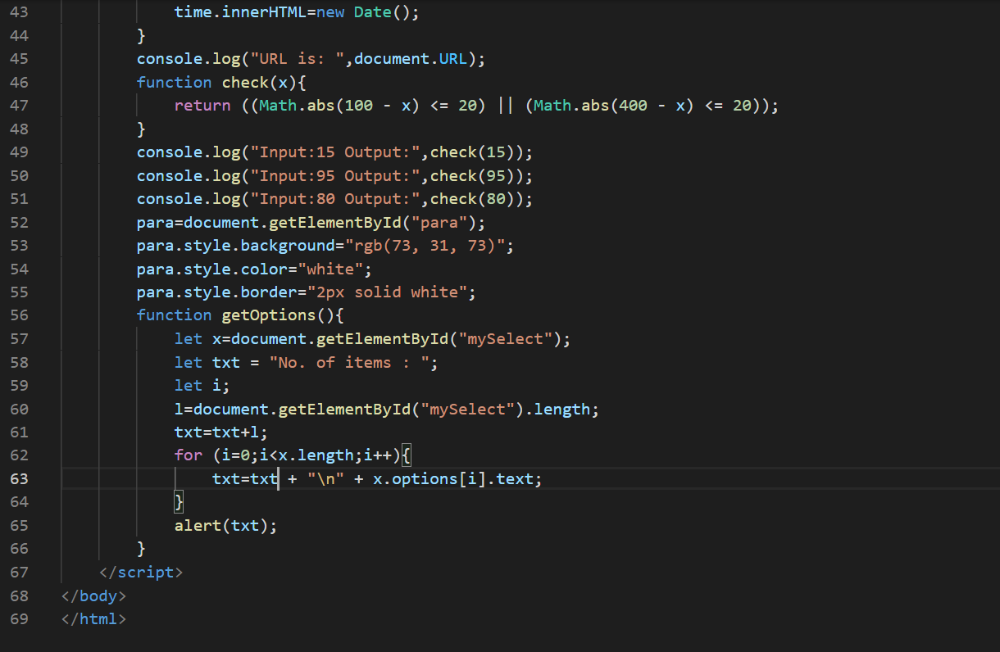 43 time.innerHTML=new Date();
44 }
45 console.log("URL is: ",document.URL);
46 function check(x){
47 return ((Math.abs(100 - x) <= 20) || (Math.abs(400 - x) <= 20));
48 }
49 console.log("Input:15 Output:",check(15));
50 console.log("Input:95 Output:",check(95));
51 console.log("Input:80 Output:",check(80));
52 para=document.getElementById("para");
53 para.style.background="rgb(73, 31, 73)";
54 para.style.color="white";
55 para.style.border="2px solid white";
56 function getOptions(){
57 let x=document.getElementById("mySelect");
58 let txt = "No. of items : ";
59 let i;
60 l=document.getElementById("mySelect").length;
61 txt=txt+l;
62 for (i=0;i<x.length;i++){
63 txt=txt + "\n" + x.options[i].text;
64 }
65 alert(txt);
66 }
67 </script>
68 </body>
69 </html>